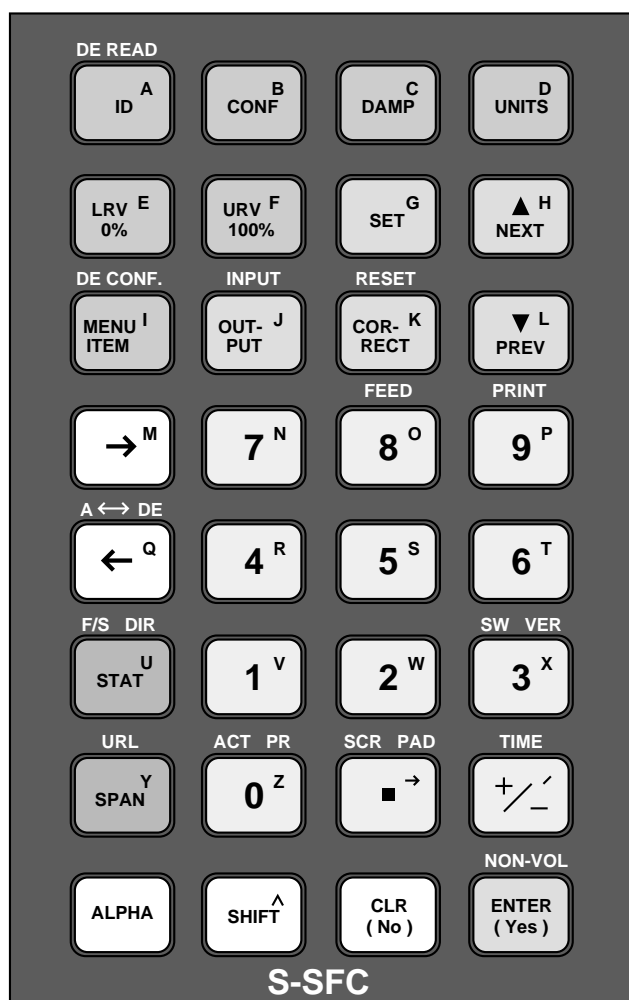 DE READ
A B C D
ID CONF DAMP UNITS
LRV E URV F G ▲ H
0% 100% SET NEXT
DE CONF. INPUT RESET
MENU I OUT- J COR- K ▼ L
ITEM PUT RECT PREV
FEED PRINT
→ M 7 N 8 O 9 P
A ↔ DE
← Q 4 R 5 S 6 T
F/S DIR SW VER
STAT U 1 V 2 W 3 X
URL ACT PR SCR PAD TIME
SPAN Y 0 Z ■ → +/− ′
NON-VOL
ALPHA SHIFT ^ CLR ENTER
( No ) ( Yes )
S-SFC